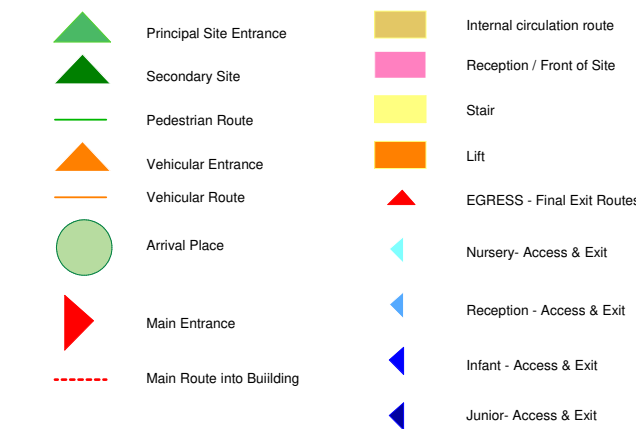 Principal Site Entrance
Secondary Site
Pedestrian Route
Vehicular Entrance
Vehicular Route
Arrival Place
Main Entrance
Main Route into Buiilding
Internal circulation route
Reception / Front of Site
Stair
Lift
EGRESS - Final Exit Routes
Nursery- Access & Exit
Reception - Access & Exit
Infant - Access & Exit
Junior- Access & Exit